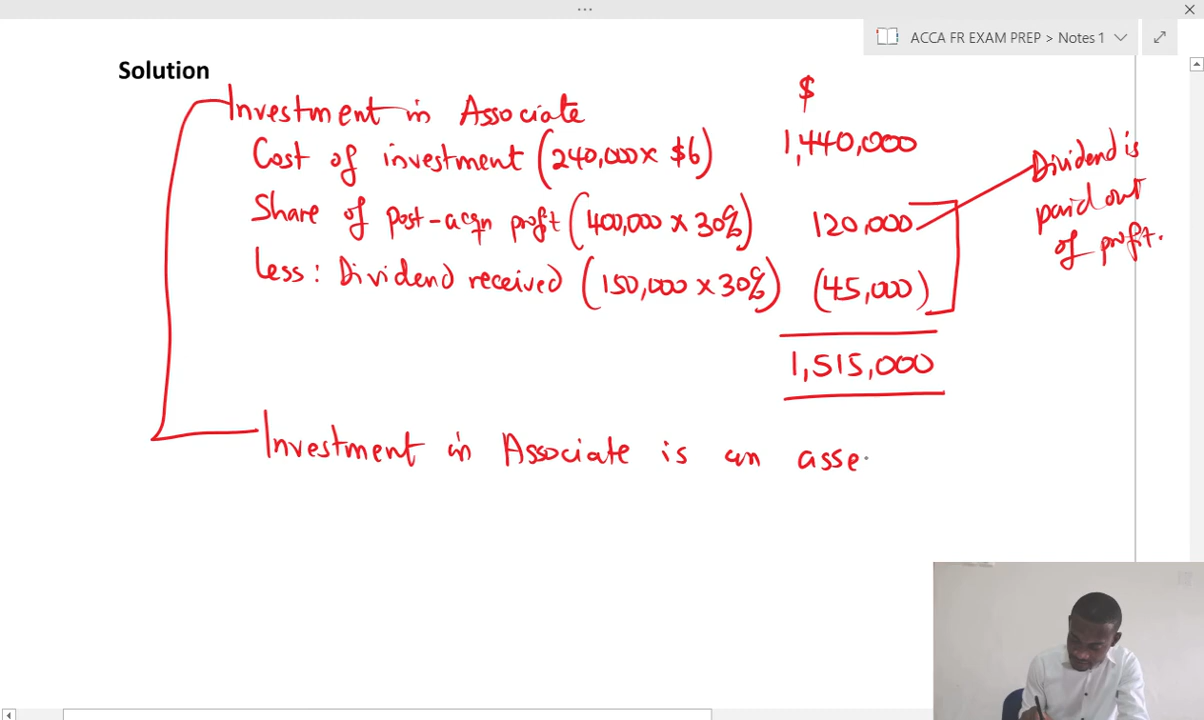 ACCA FR EXAM PREP > Notes 1
Solution
$
Investment in Associate
Cost of investment (240,000 x $6) 1,440,000
Share of Post-acqn profit (400,000 x 30%) 120,000
Less: Dividend received (150,000 x 30%) (45,000)
1,515,000
Dividend is
paid out
of profit.
Investment in Associate is an asse